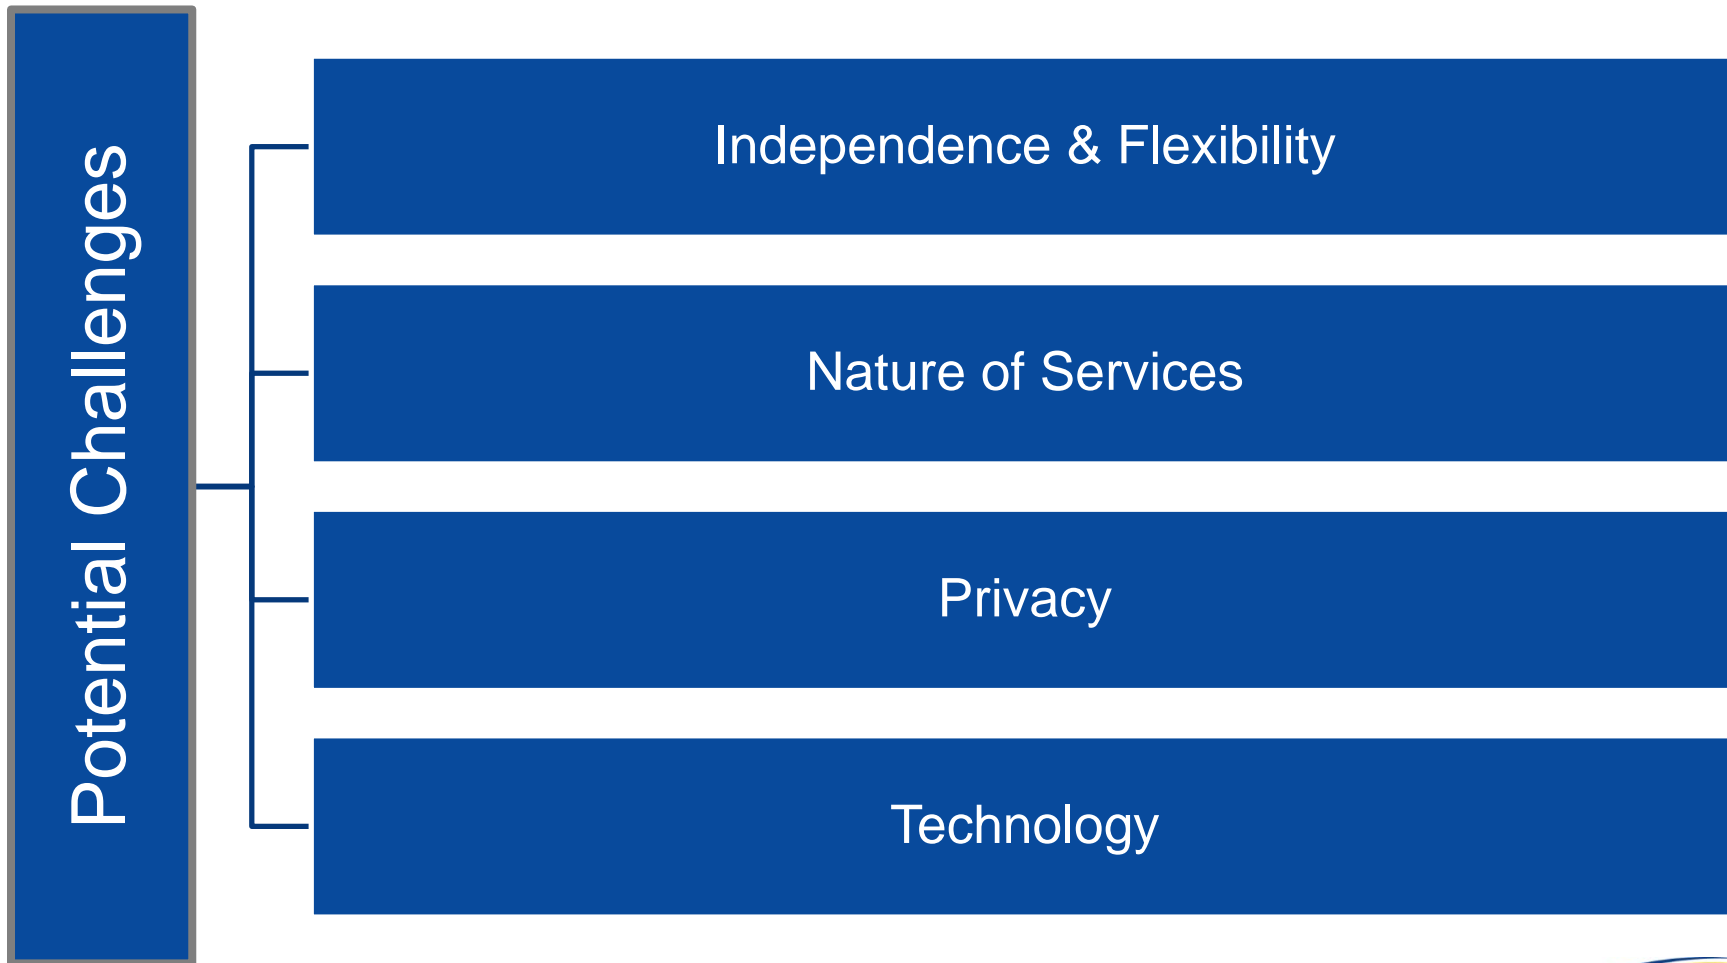 Potential Challenges
Independence & Flexibility
Nature of Services
Privacy
Technology